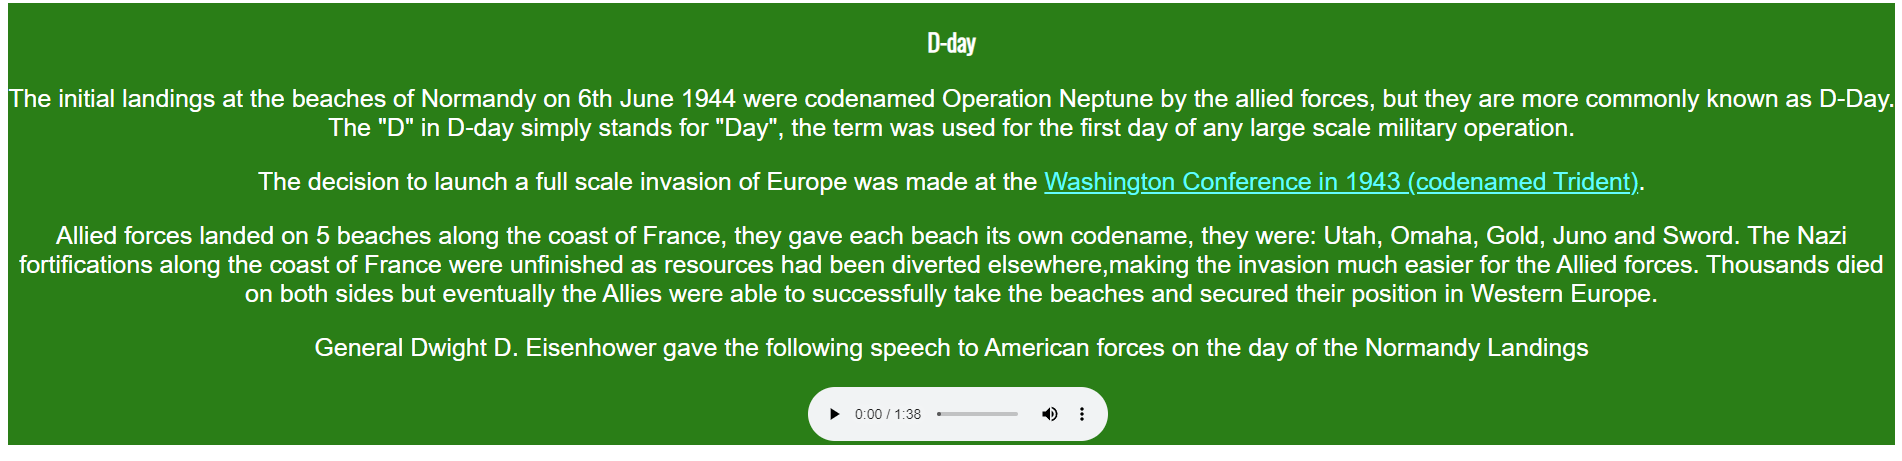 D-day
The initial landings at the beaches of Normandy on 6th June 1944 were codenamed Operation Neptune by the allied forces, but they are more commonly known as D-Day.
The "D" in D-day simply stands for "Day", the term was used for the first day of any large scale military operation.
The decision to launch a full scale invasion of Europe was made at the Washington Conference in 1943 (codenamed Trident).
Allied forces landed on 5 beaches along the coast of France, they gave each beach its own codename, they were: Utah, Omaha, Gold, Juno and Sword. The Nazi
fortifications along the coast of France were unfinished as resources had been diverted elsewhere,making the invasion much easier for the Allied forces. Thousands died
on both sides but eventually the Allies were able to successfully take the beaches and secured their position in Western Europe.
General Dwight D. Eisenhower gave the following speech to American forces on the day of the Normandy Landings
0:00 / 1:38